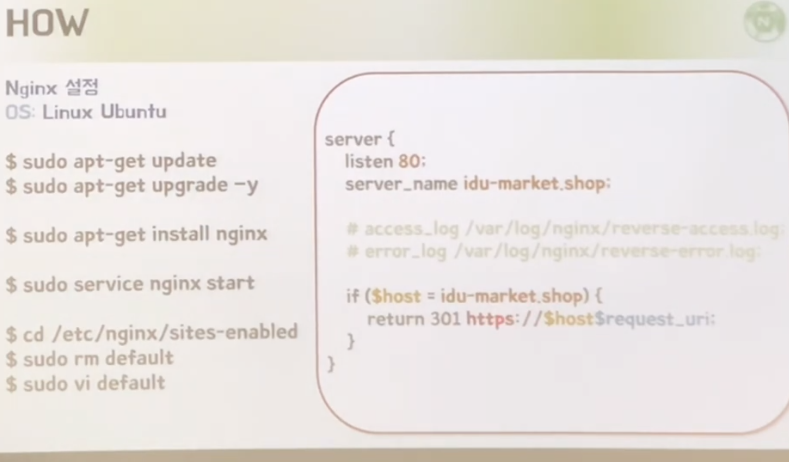 HOW
N
Nginx 설정
OS: Linux Ubuntu
$ sudo apt-get update
$ sudo apt-get upgrade -y
$ sudo apt-get install nginx
$ sudo service nginx start
$ cd /etc/nginx/sites-enabled
$ sudo rm default
$ sudo vi default
server {
listen 80;
server_name idu-market.shop;
# access_log /var/log/nginx/reverse-access.log;
# error_log /var/log/nginx/reverse-error.log;
if ($host = idu-market.shop) {
return 301 https://$host$request_uri;
}
}